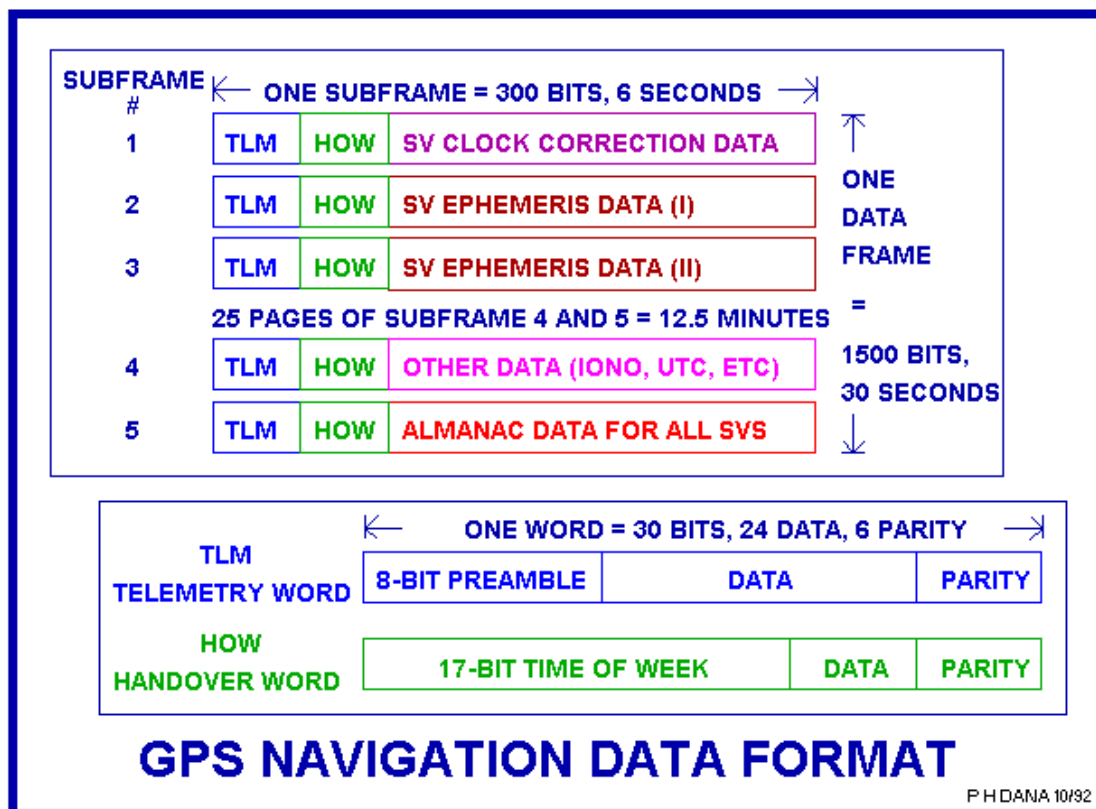 SUBFRAME
#
ONE SUBFRAME = 300 BITS, 6 SECONDS
1 TLM HOW SV CLOCK CORRECTION DATA
2 TLM HOW SV EPHEMERIS DATA (I)
3 TLM HOW SV EPHEMERIS DATA (II)
25 PAGES OF SUBFRAME 4 AND 5 = 12.5 MINUTES
4 TLM HOW OTHER DATA (IONO, UTC, ETC)
5 TLM HOW ALMANAC DATA FOR ALL SVS
ONE
DATA
FRAME
=
1500 BITS,
30 SECONDS
ONE WORD = 30 BITS, 24 DATA, 6 PARITY
TLM
TELEMETRY WORD
8-BIT PREAMBLE DATA PARITY
HOW
HANDOVER WORD
17-BIT TIME OF WEEK DATA PARITY
GPS NAVIGATION DATA FORMAT
P H DANA 10/92